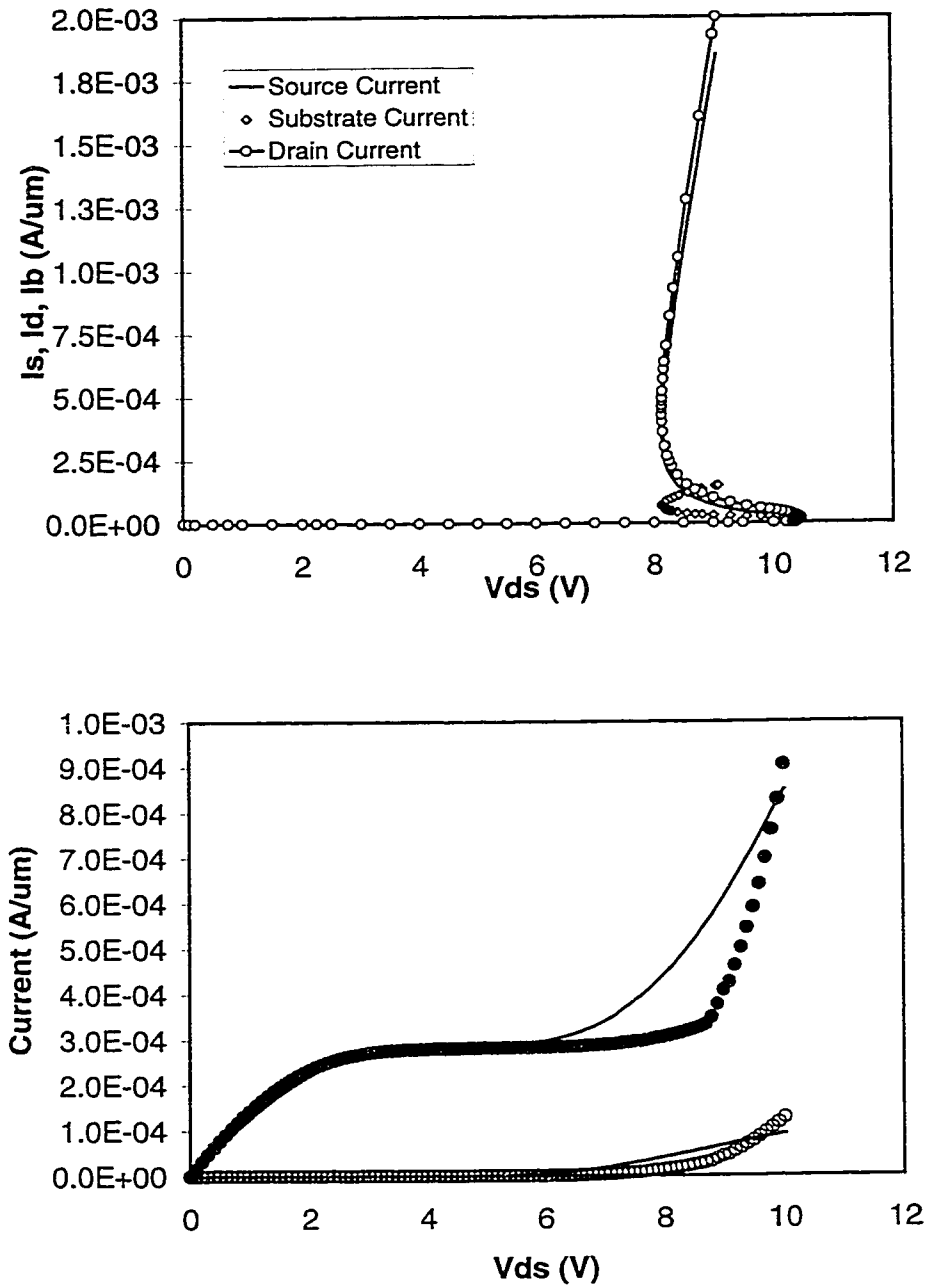 2.0E-03
1.8E-03
1.5E-03
1.3E-03
1.0E-03
7.5E-04
5.0E-04
2.5E-04
0.0E+00
Is, Id, Ib (A/um)
Source Current
Substrate Current
Drain Current
0 2 4 6 8 10 12
Vds (V)
1.0E-03
9.0E-04
8.0E-04
7.0E-04
6.0E-04
5.0E-04
4.0E-04
3.0E-04
2.0E-04
1.0E-04
0.0E+00
Current (A/um)
0 2 4 6 8 10 12
Vds (V)